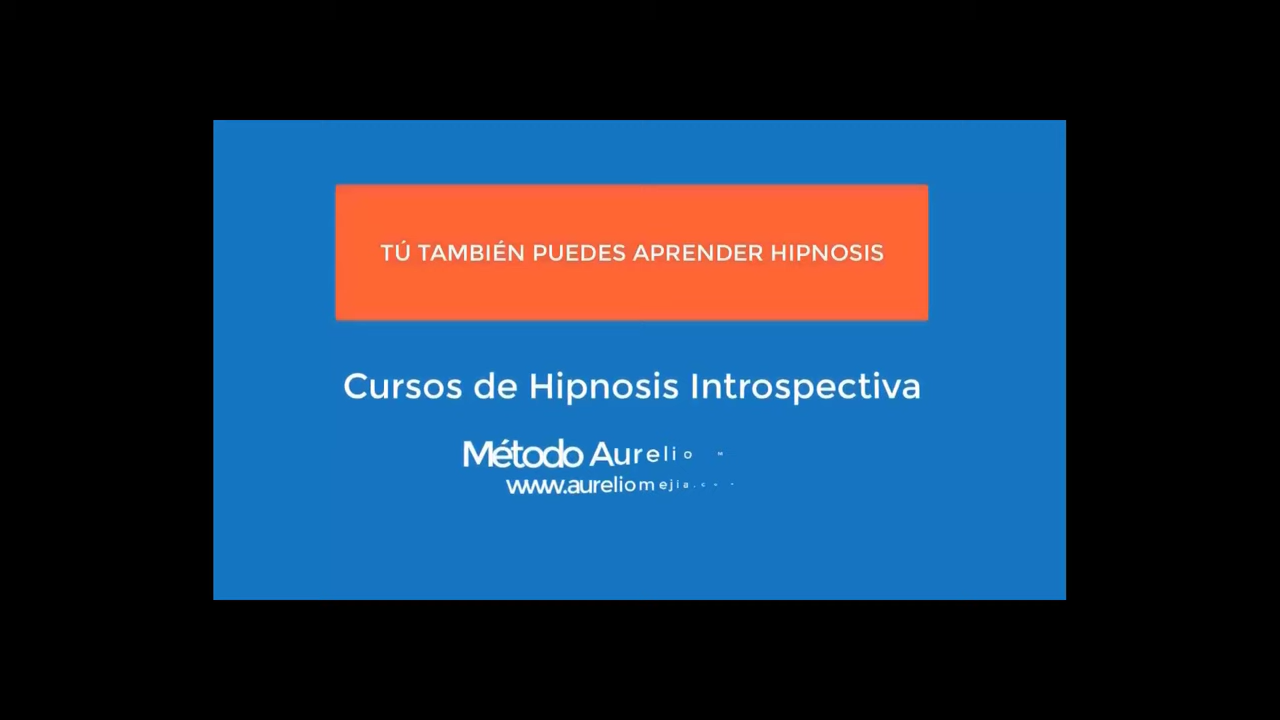 TÚ TAMBIÉN PUEDES APRENDER HIPNOSIS
Cursos de Hipnosis Introspectiva
Método Aurelio
www.aureliomejia.